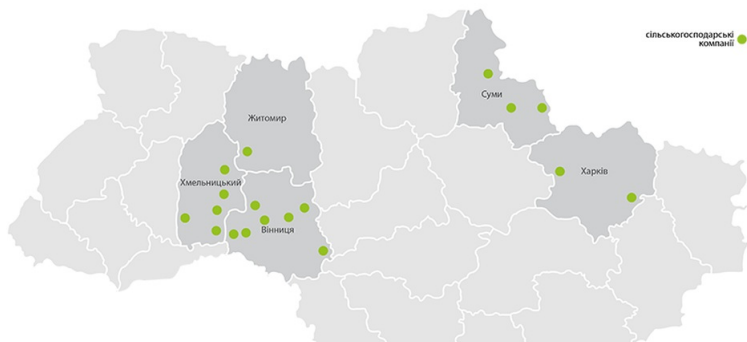 сільськогосподарські
компанії
Суми
Житомир
Харків
Хмельницький
Вінниця